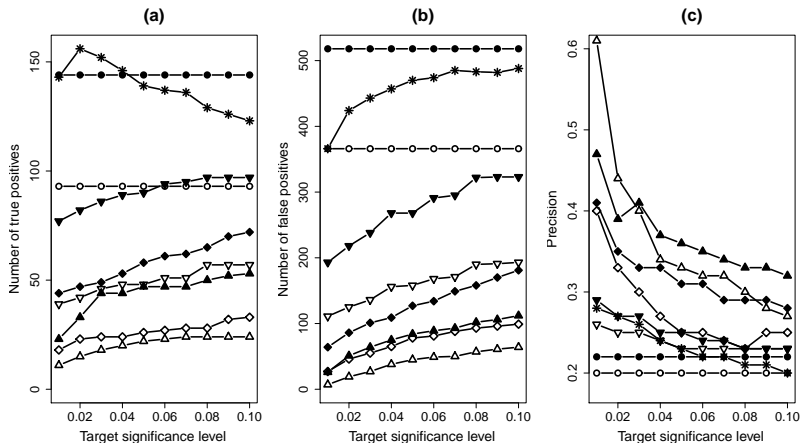 (a)
Number of true positives
150
100
50
0
0.02 0.04 0.06 0.08 0.10
Target significance level
(b)
Number of false positives
500
400
300
200
100
0
0.02 0.04 0.06 0.08 0.10
Target significance level
(c)
Precision
0.6
0.5
0.4
0.3
0.2
0.02 0.04 0.06 0.08 0.10
Target significance level